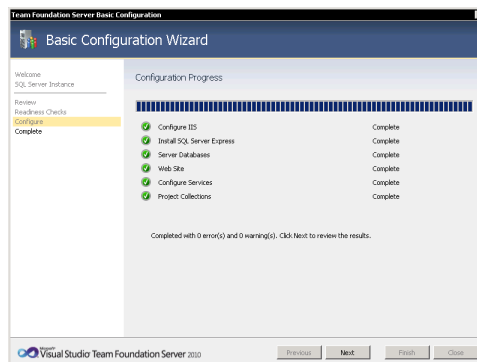 Team Foundation Server Basic Configuration
Basic Configuration Wizard
Welcome
SQL Server Instance
Review
Readiness Checks
Configure
Complete
Configuration Progress
Configure IIS Complete
Install SQL Server Express Complete
Server Databases Complete
Web Site Complete
Configure Services Complete
Project Collections Complete
Completed with 0 error(s) and 0 warning(s). Click Next to review the results.
Microsoft
Visual Studio Team Foundation Server 2010
Previous Next Finish Close